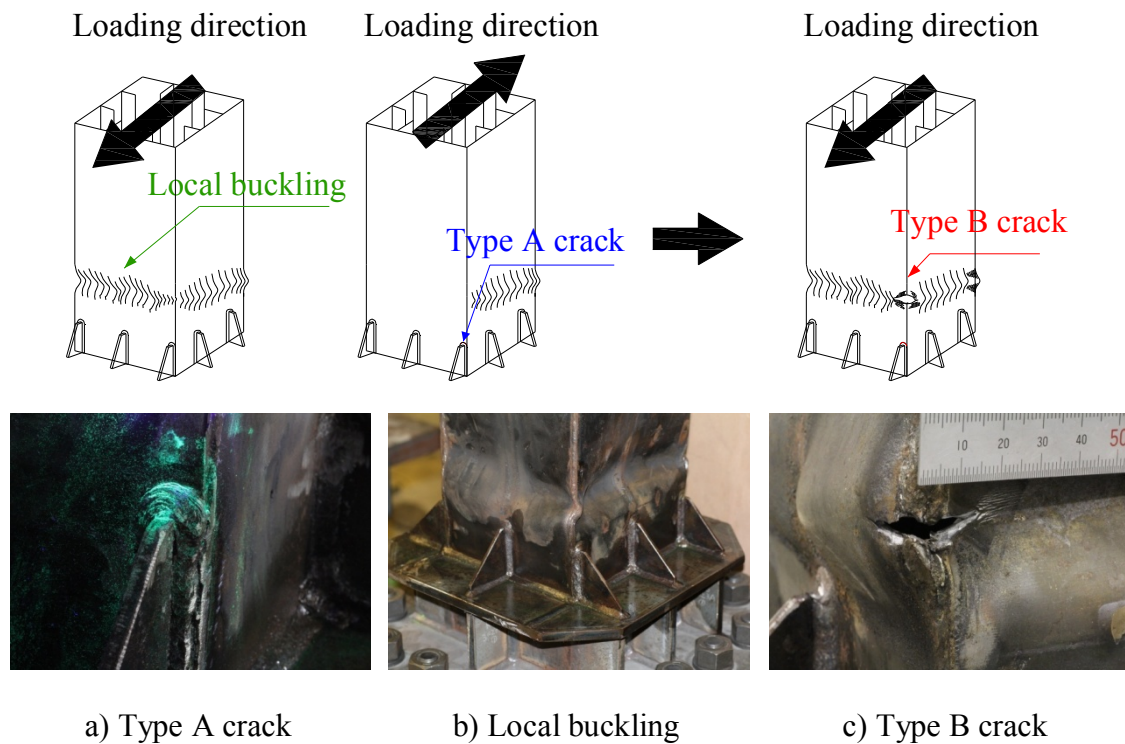 Loading direction
Loading direction
Loading direction
Local buckling
Type A crack
Type B crack
10 20 30 40 50
a) Type A crack
b) Local buckling
c) Type B crack